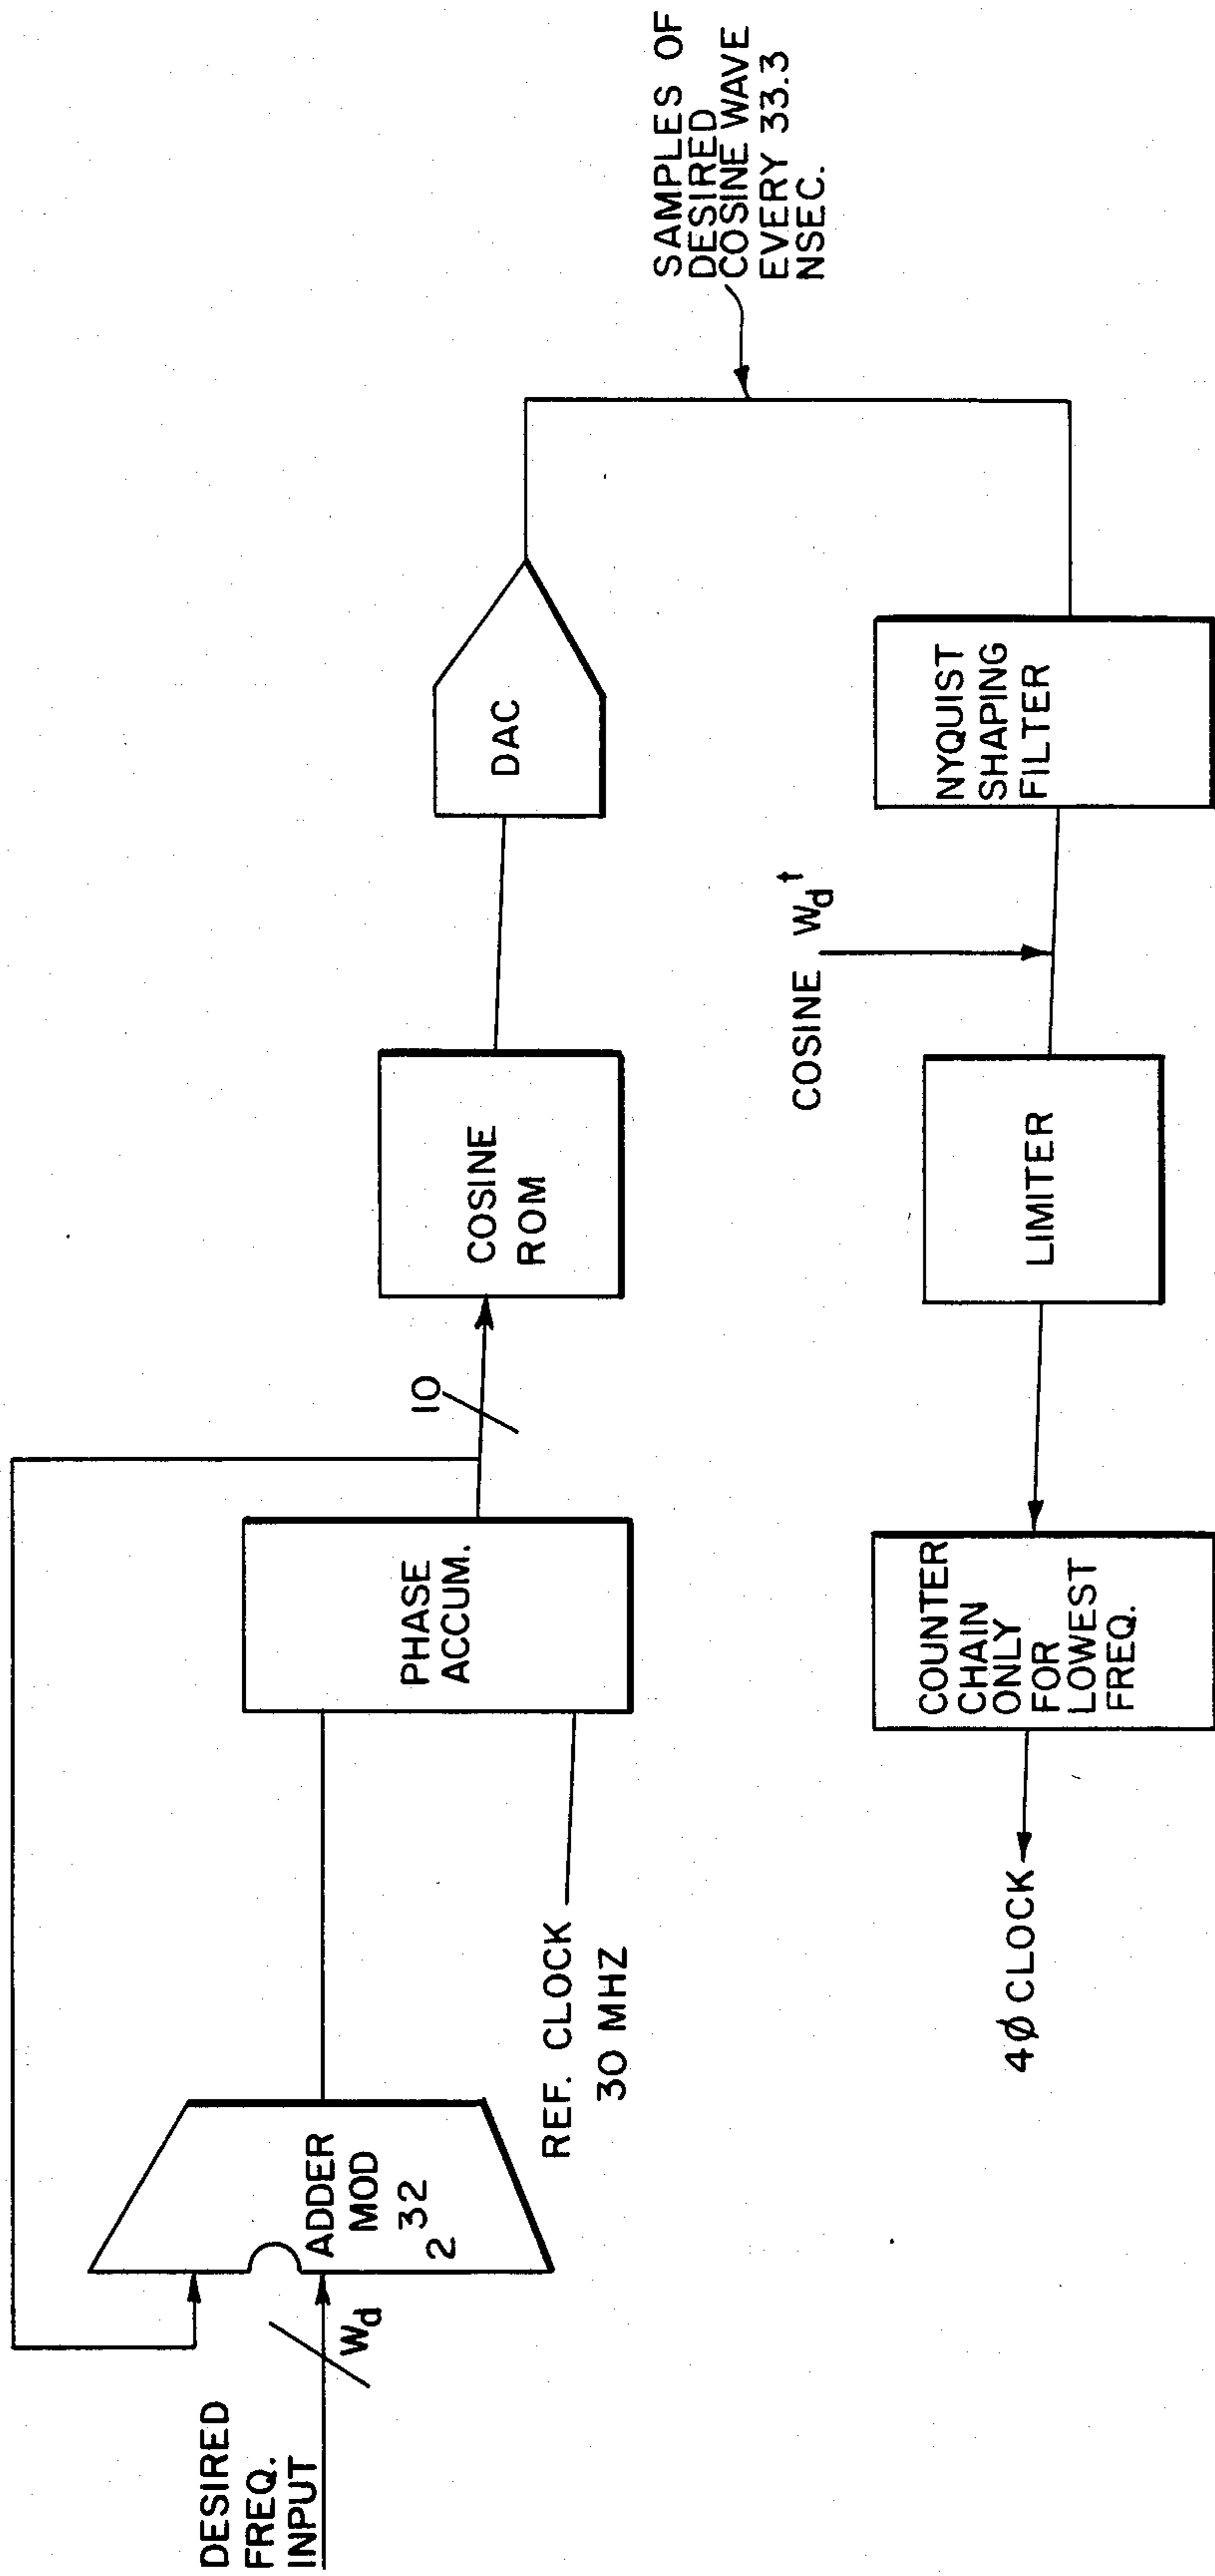 DESIRED
FREQ.
INPUT
W_d
ADDER
MOD
2^32
REF. CLOCK
30 MHZ
PHASE
ACCUM.
10
COSINE
ROM
DAC
SAMPLES OF
DESIRED
COSINE WAVE
EVERY 33.3
NSEC.
NYQUIST
SHAPING
FILTER
COSINE W_d t
LIMITER
COUNTER
CHAIN
ONLY
FOR
LOWEST
FREQ.
4Ø CLOCK